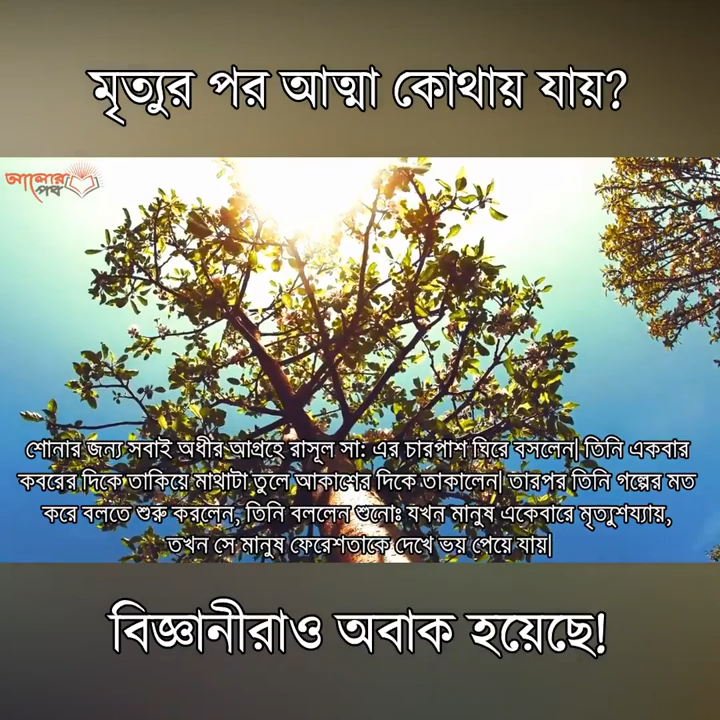 মৃত্যুর পর আত্মা কোথায় যায়?
আলোর
পথ
শোনার জন্য সবাই অধীর আগ্রহে রাসূল সা: এর চারপাশ ঘিরে বসলেন| তিনি একবার
কবরের দিকে তাকিয়ে মাথাটা তুলে আকাশের দিকে তাকালেন| তারপর তিনি গল্পের মত
করে বলতে শুরু করলেন, তিনি বললেন শুনোঃ যখন মানুষ একেবারে মৃত্যুশয্যায়,
তখন সে মানুষ ফেরেশতাকে দেখে ভয় পেয়ে যায়|
বিজ্ঞানীরাও অবাক হয়েছে!